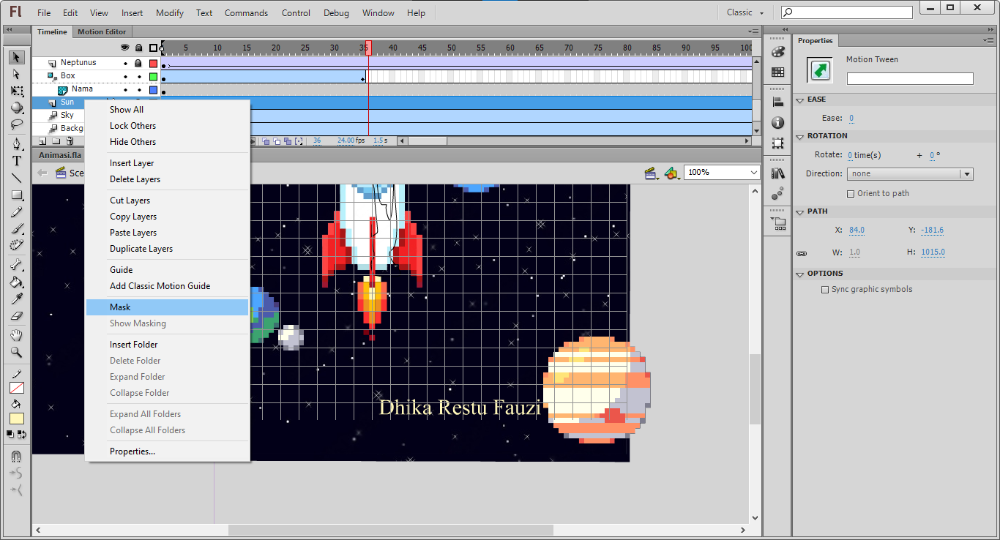 Fl File Edit View Insert Modify Text Commands Control Debug Window Help Classic
Timeline Motion Editor
5 10 15 20 25 30 35 40 45 50 55 60 65 70 75 80 85 90 95 100
Neptunus
Box
Nama
Sun
Sky
Backg
36 24.00 fps 1.5 s
Animasi.fla
Sce
100%
Show All
Lock Others
Hide Others
Insert Layer
Delete Layers
Cut Layers
Copy Layers
Paste Layers
Duplicate Layers
Guide
Add Classic Motion Guide
Mask
Show Masking
Insert Folder
Delete Folder
Expand Folder
Collapse Folder
Expand All Folders
Collapse All Folders
Properties...
Dhika Restu Fauzi
Properties
Motion Tween
EASE
Ease: 0
ROTATION
Rotate: 0 time(s) + 0 °
Direction: none
Orient to path
PATH
X: 84.0 Y: -181.6
W: 1.0 H: 1015.0
OPTIONS
Sync graphic symbols